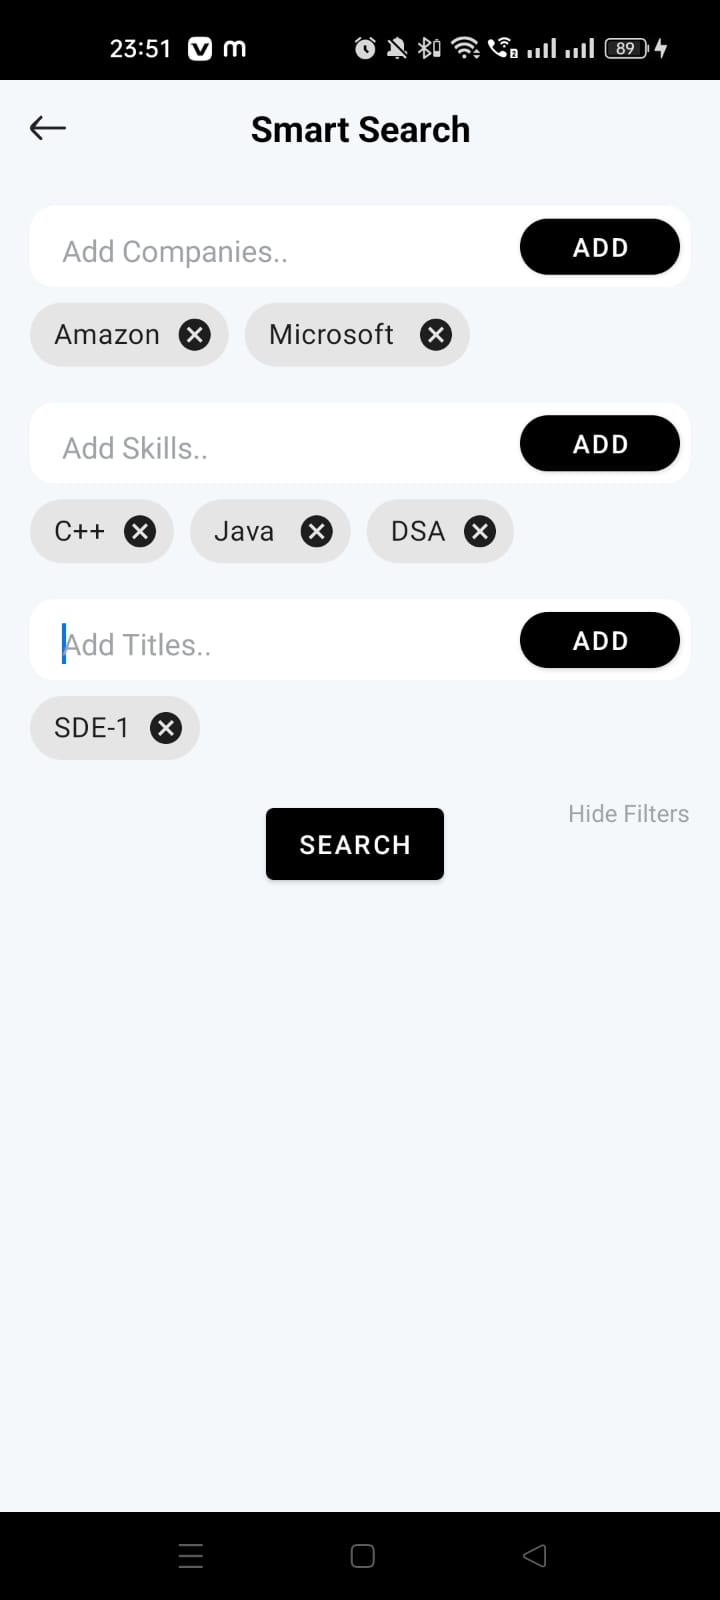 23:51 m 89
Smart Search
Add Companies.. ADD
Amazon Microsoft
Add Skills.. ADD
C++ Java DSA
Add Titles.. ADD
SDE-1
Hide Filters
SEARCH